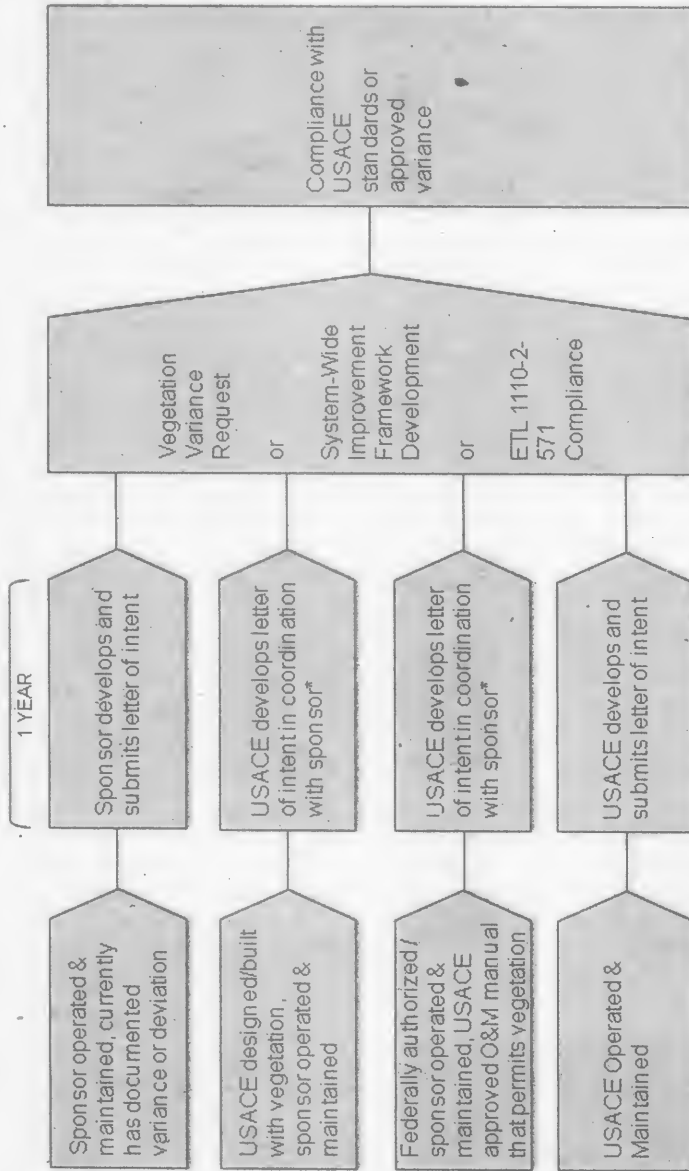 1 YEAR
Sponsor operated &
maintained, currently
has documented
variance or deviation
Sponsor develops and
submits letter of intent
USACE designed/built
with vegetation,
sponsor operated &
maintained
USACE develops letter
of intent in coordination
with sponsor*
Federally authorized /
sponsor operated &
maintained, USACE
approved O&M manual
that permits vegetation
USACE develops letter
of intent in coordination
with sponsor*
USACE Operated &
Maintained
USACE develops and
submits letter of intent
Vegetation
Variance
Request
or
System-Wide
Improvement
Framework
Development
or
ETL 1110-2-
571
Compliance
Compliance with
USACE
standards or
approved
variance